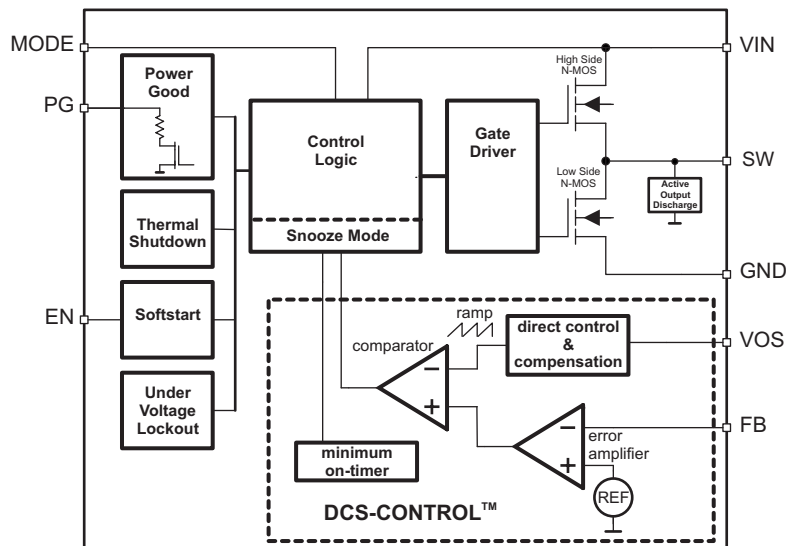 MODE
VIN
Power
Good
High Side
N-MOS
PG
Control
Logic
Gate
Driver
SW
Low Side
N-MOS
Active
Output
Discharge
Thermal
Shutdown
Snooze Mode
GND
EN
Softstart
ramp
direct control
&
compensation
VOS
comparator
−
+
Under
Voltage
Lockout
FB
−
+
error
amplifier
minimum
on-timer
REF
DCS-CONTROL™